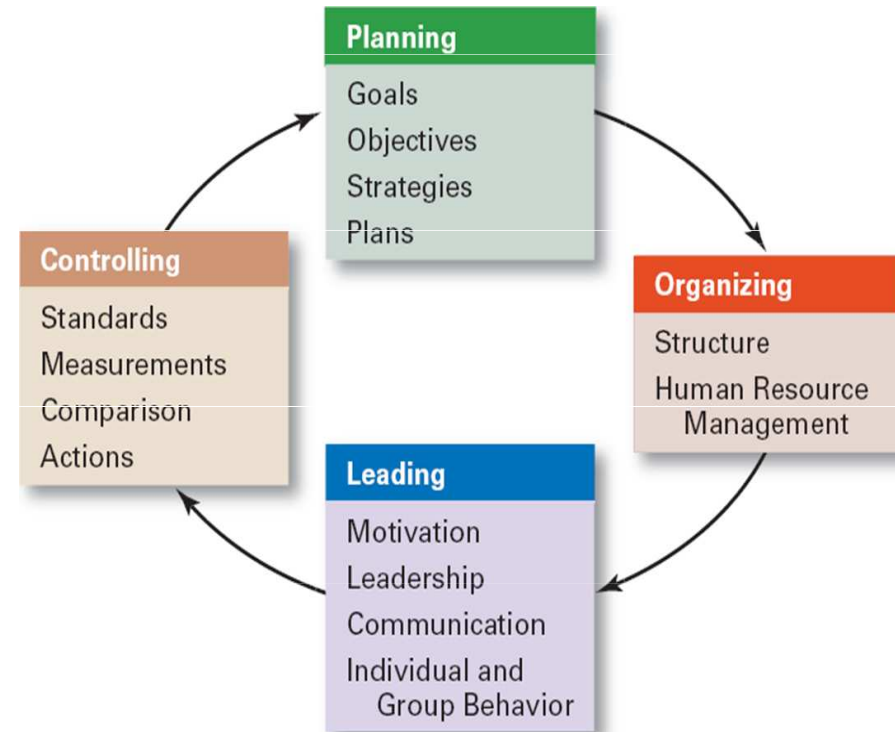 Planning
Goals
Objectives
Strategies
Plans
Controlling
Standards
Measurements
Comparison
Actions
Organizing
Structure
Human Resource
Management
Leading
Motivation
Leadership
Communication
Individual and
Group Behavior